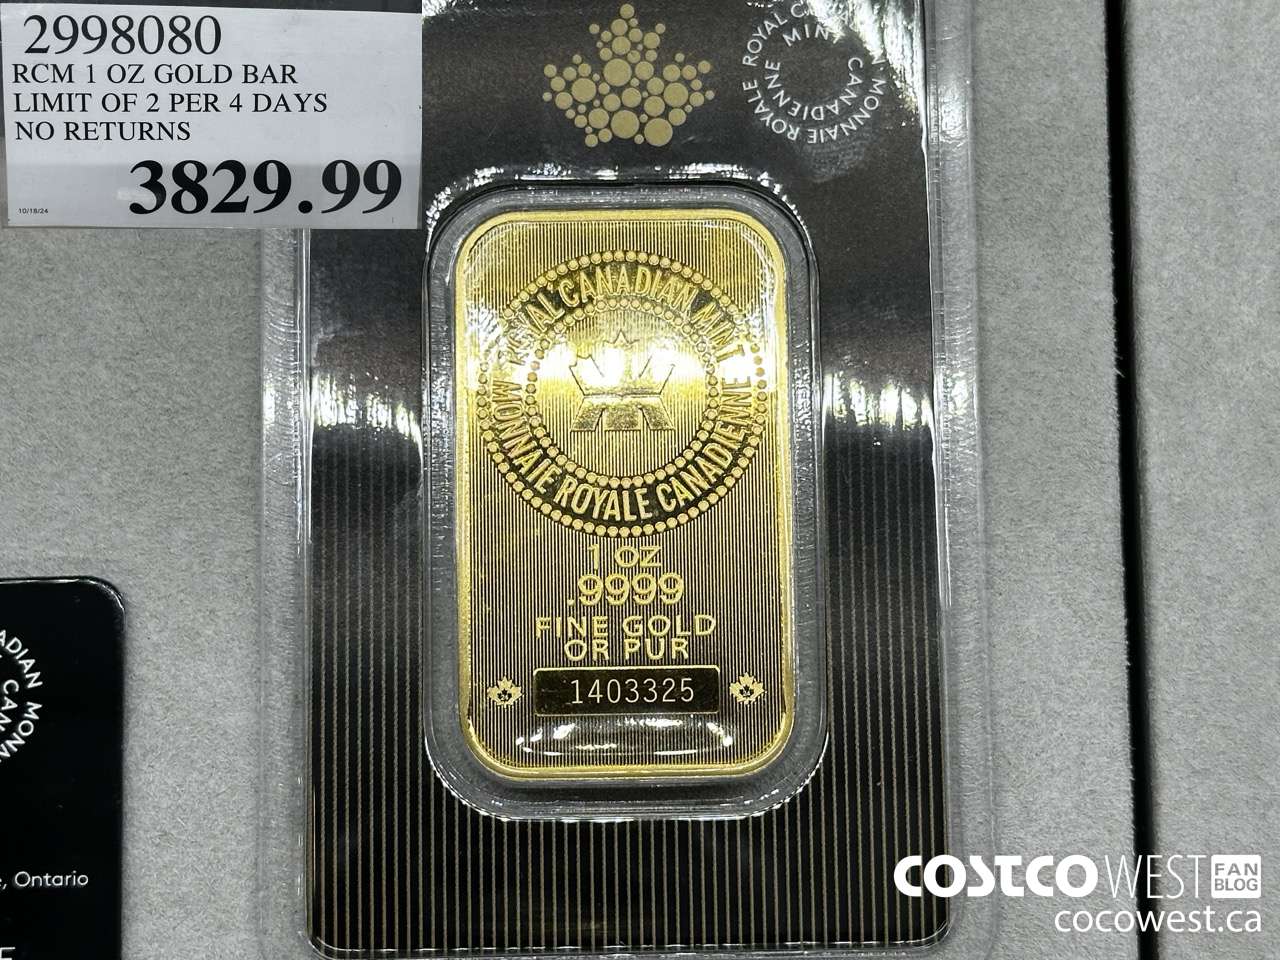 2998080
RCM 1 OZ GOLD BAR
LIMIT OF 2 PER 4 DAYS
NO RETURNS
3829.99
10/18/24
ROYAL CANADIAN MINT
MONNAIE ROYALE CANADIENNE
ROYAL CANADIAN MINT
MONNAIE ROYALE CANADIENNE
1 OZ
.9999
FINE GOLD
OR PUR
1403325
MON
CAN
, Ontario
COSTCO WEST FAN BLOG
cocowest.ca